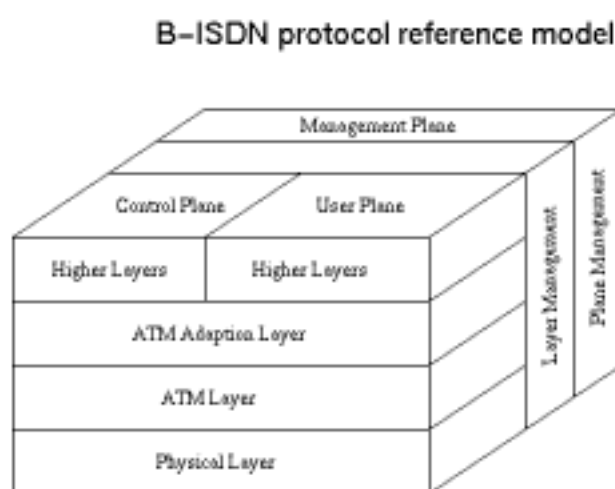 B–ISDN protocol reference model
Management Plane
Control Plane
User Plane
Higher Layers
Higher Layers
ATM Adaption Layer
ATM Layer
Physical Layer
Layer Management
Plane Management